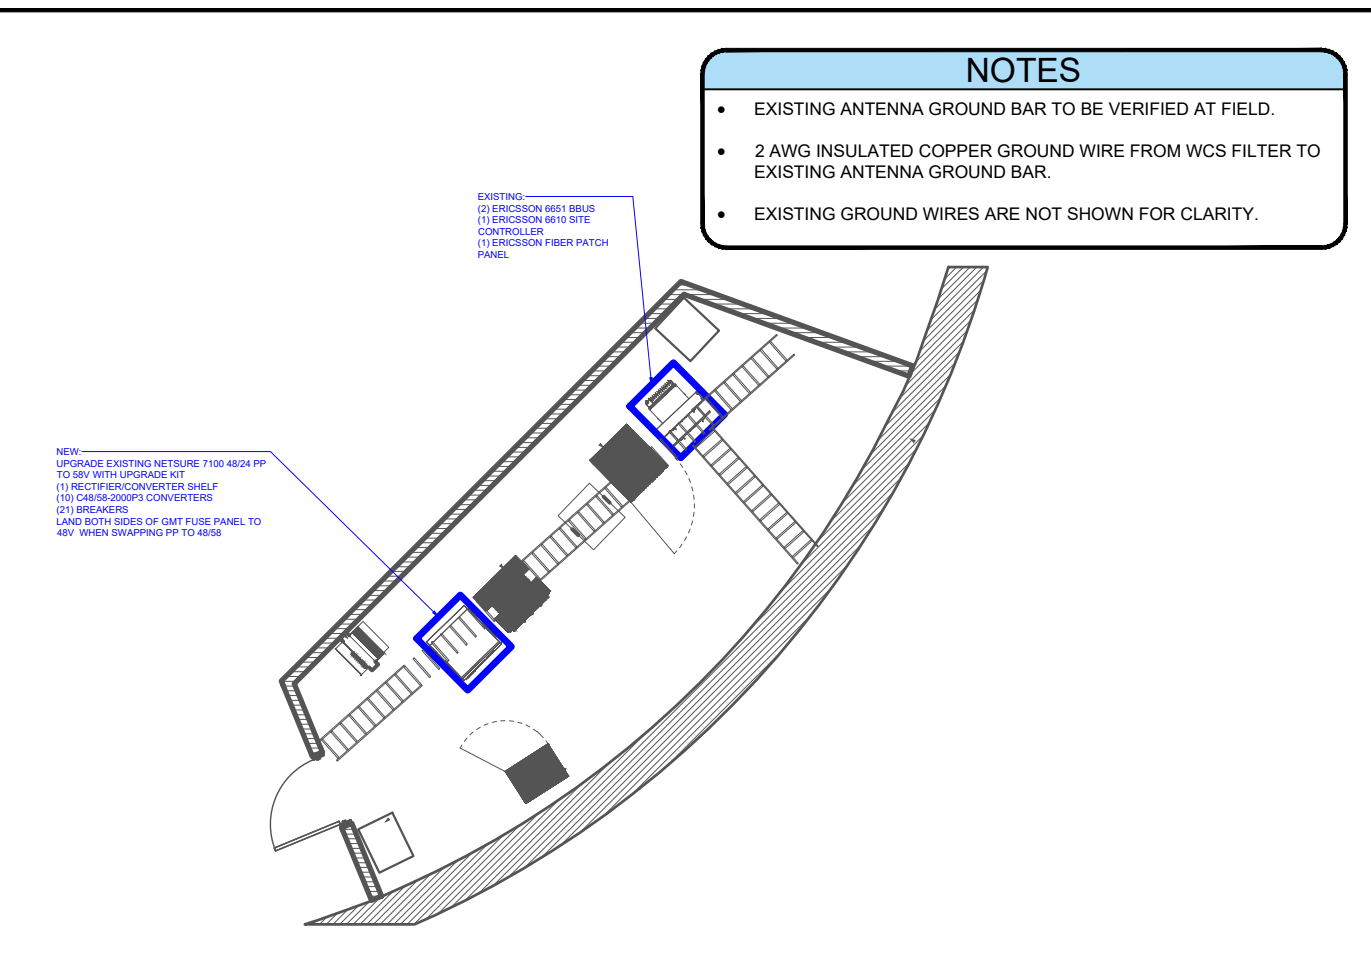 NOTES
• EXISTING ANTENNA GROUND BAR TO BE VERIFIED AT FIELD.
• 2 AWG INSULATED COPPER GROUND WIRE FROM WCS FILTER TO
EXISTING ANTENNA GROUND BAR.
• EXISTING GROUND WIRES ARE NOT SHOWN FOR CLARITY.
EXISTING:
(2) ERICSSON 6651 BBUS
(1) ERICSSON 6610 SITE
CONTROLLER
(1) ERICSSON FIBER PATCH
PANEL
NEW:
UPGRADE EXISTING NETSURE 7100 48/24 PP
TO 58V WITH UPGRADE KIT
(1) RECTIFIER/CONVERTER SHELF
(10) C48/58-2000P3 CONVERTERS
(21) BREAKERS
LAND BOTH SIDES OF GMT FUSE PANEL TO
48V WHEN SWAPPING PP TO 48/58